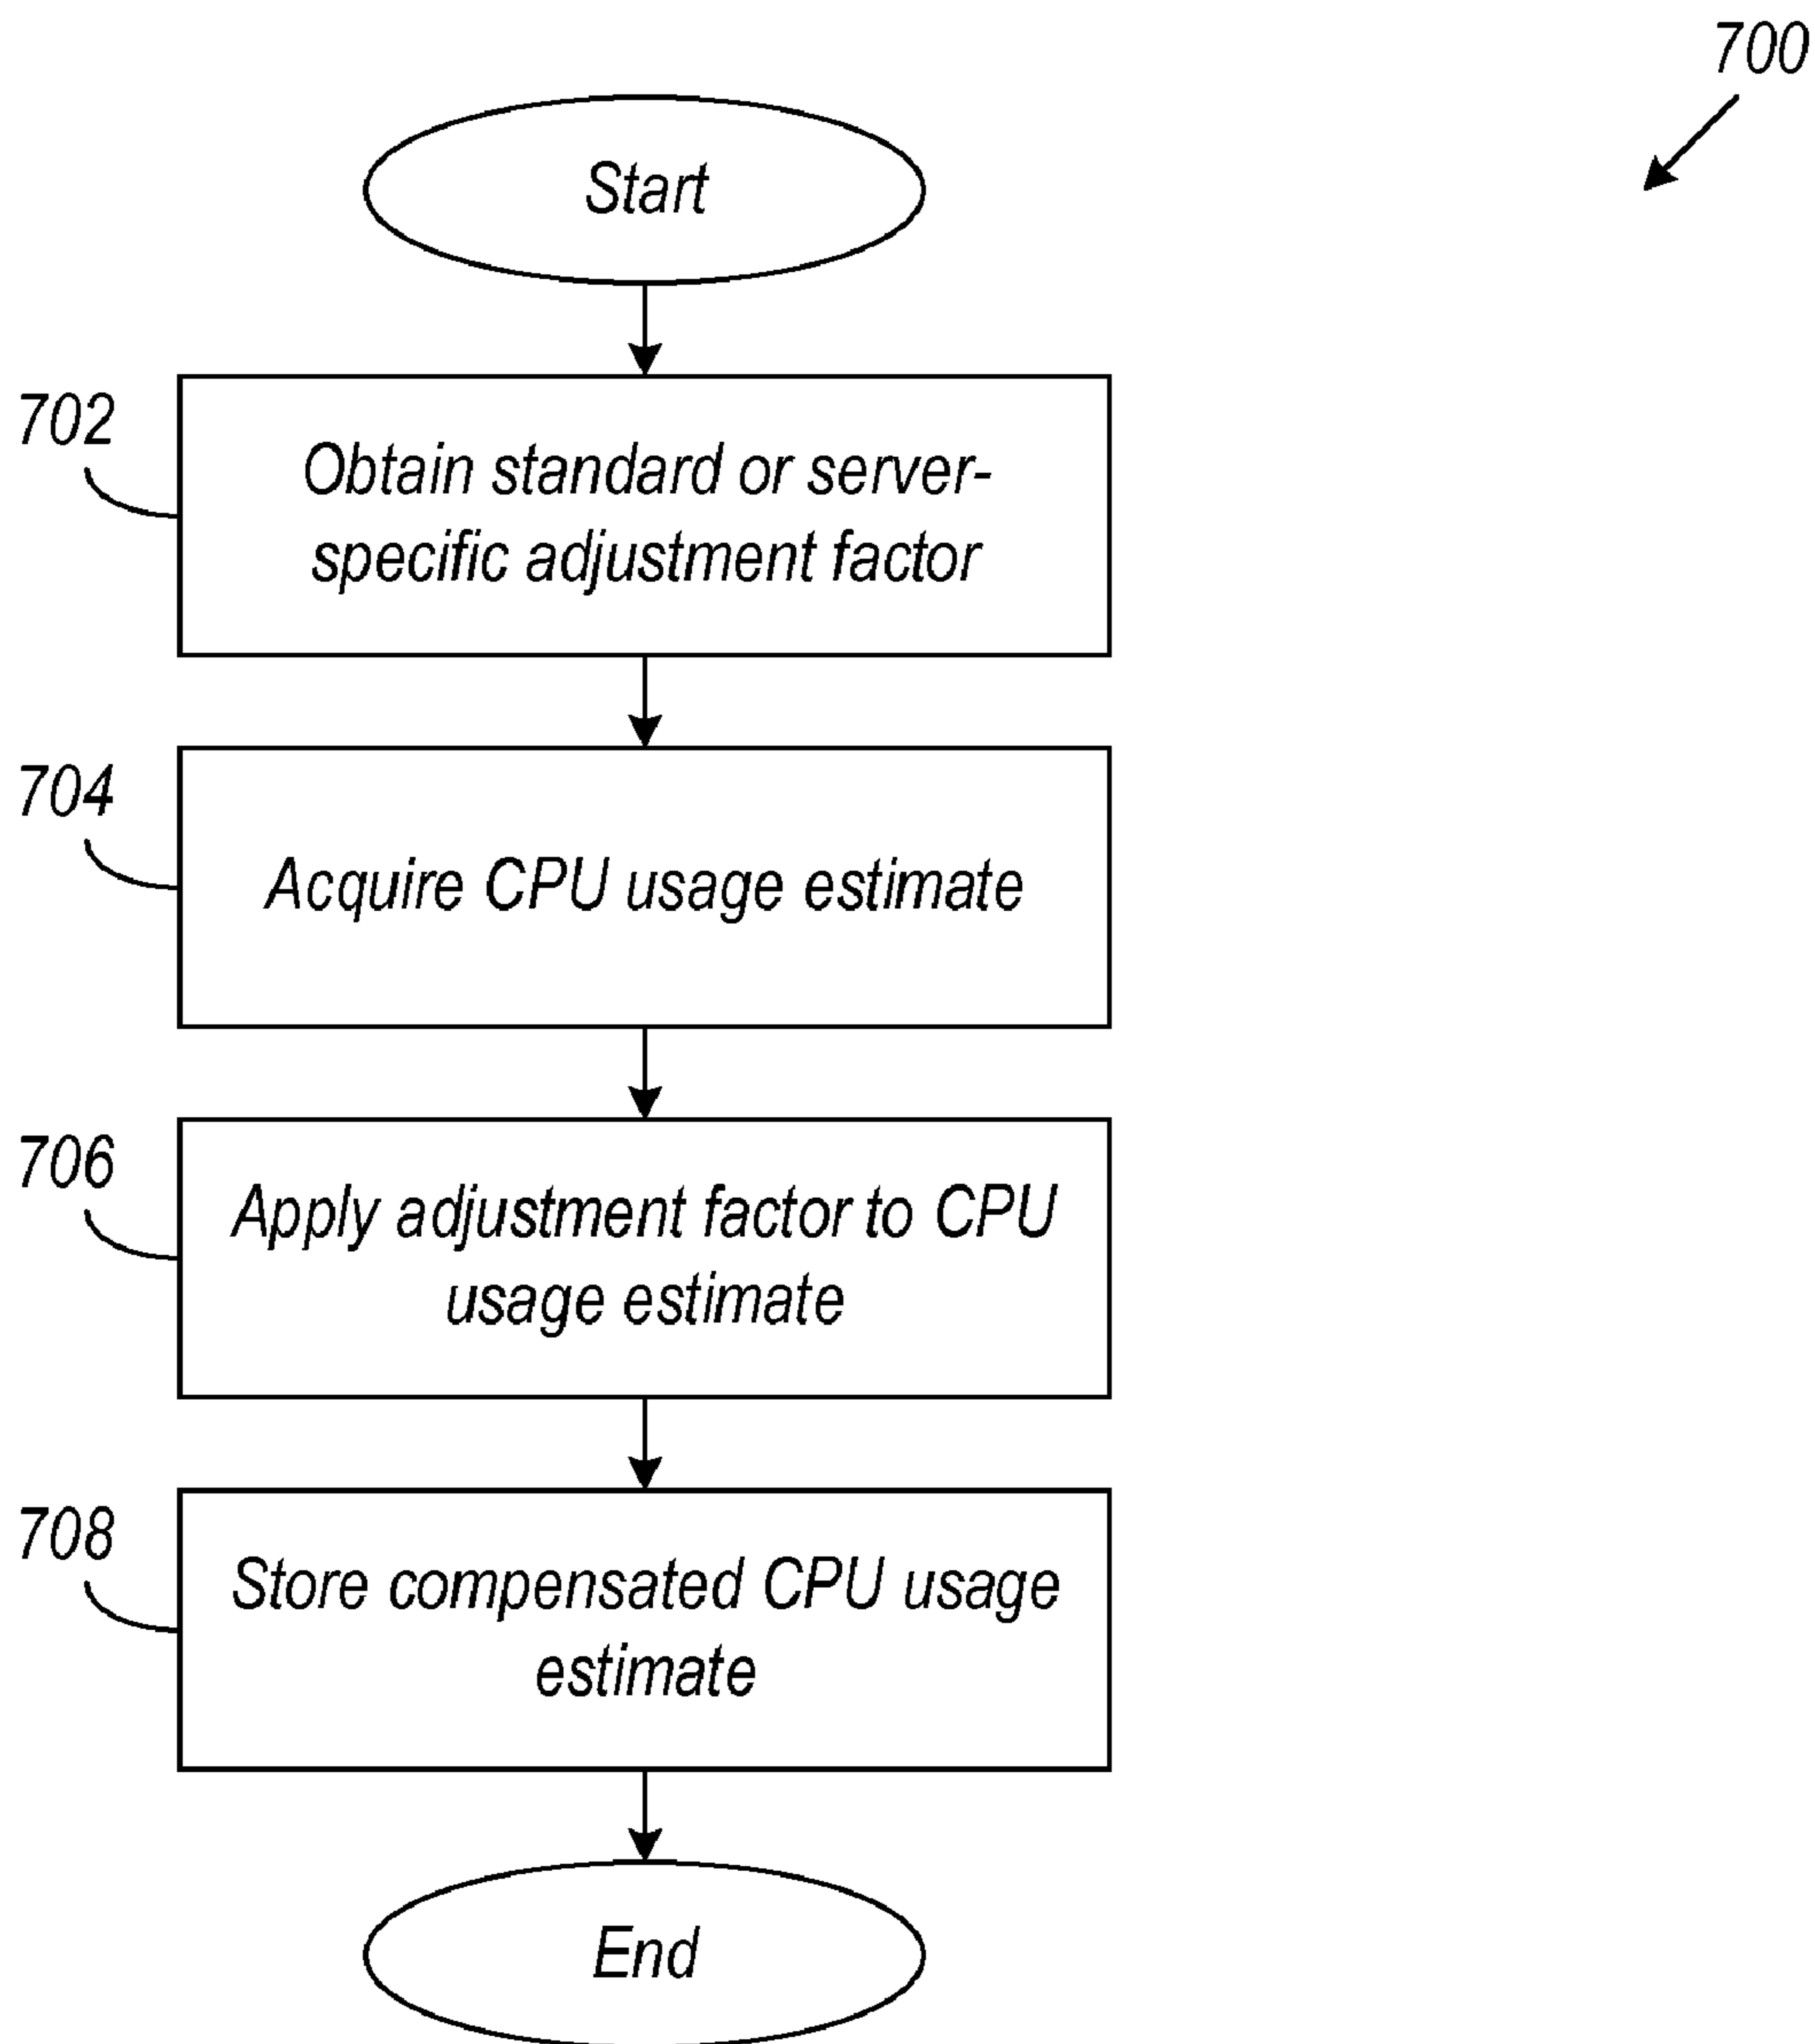 700
Start
702
Obtain standard or server-
specific adjustment factor
704
Acquire CPU usage estimate
706
Apply adjustment factor to CPU
usage estimate
708
Store compensated CPU usage
estimate
End